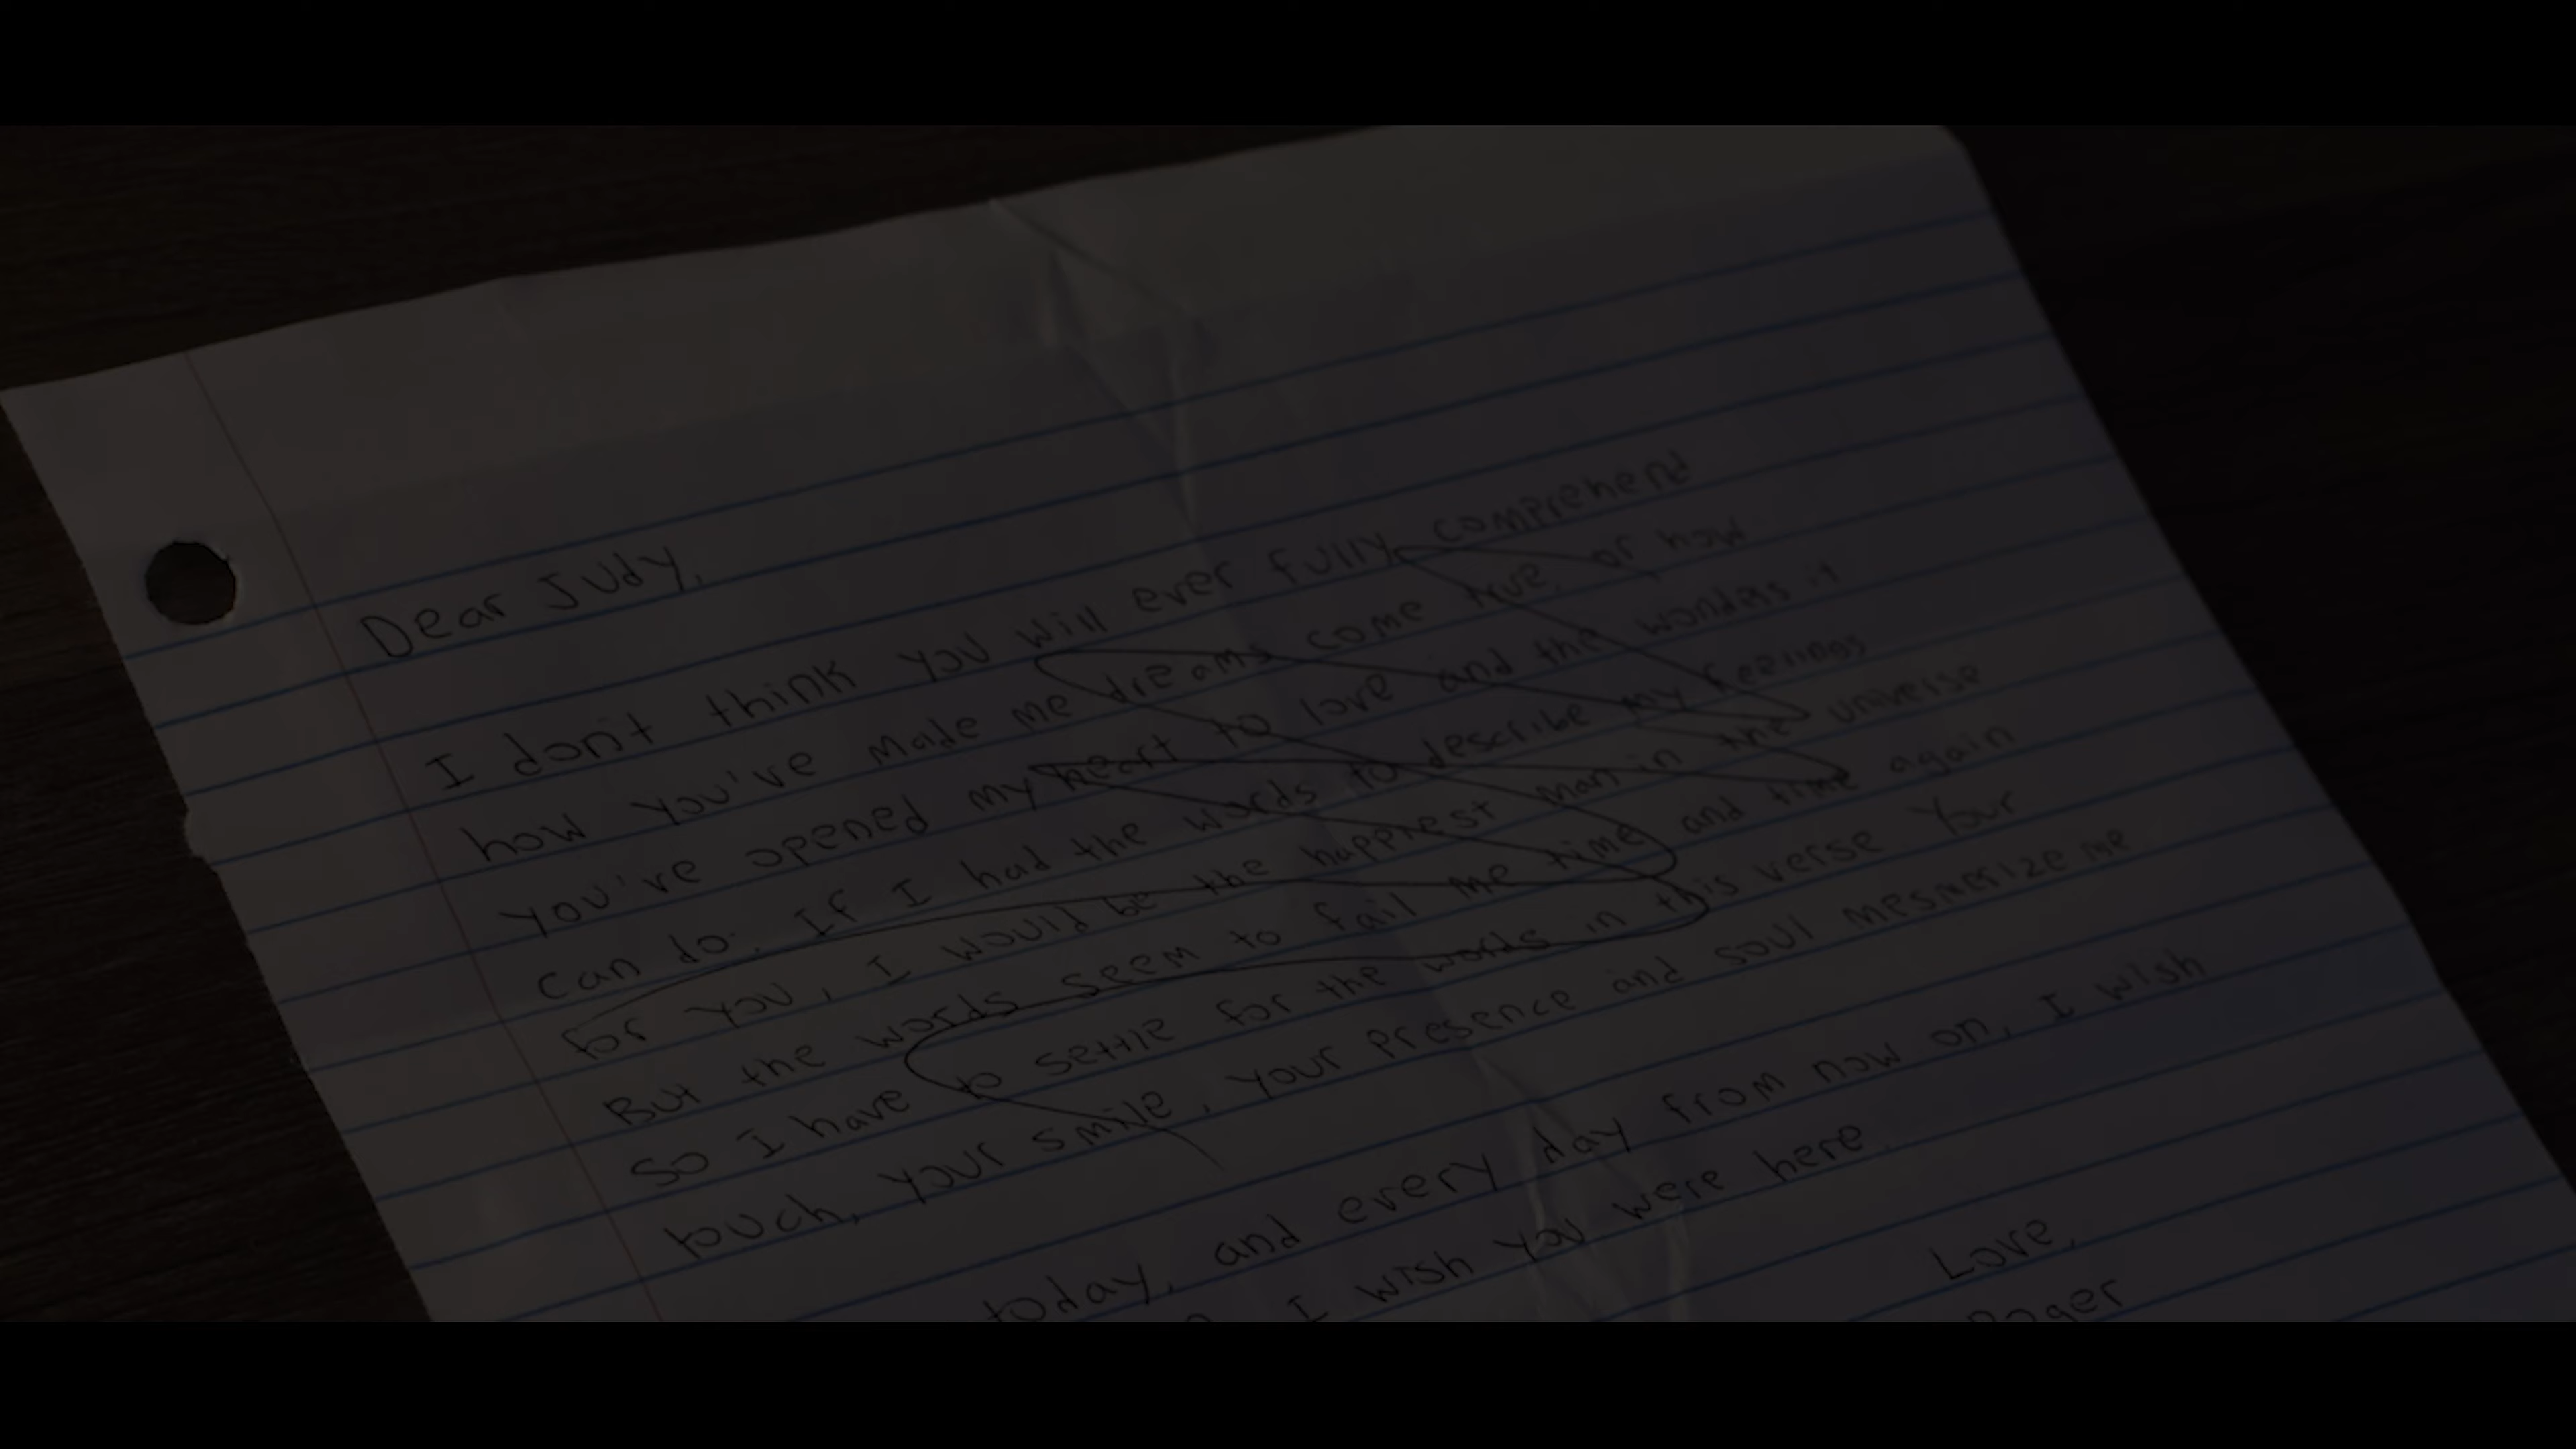 Dear Judy,
I don't think you will ever fully comprehend
how you've made me dreams come true, or how
you've opened my heart to love and the wonders it
can do. If I had the words to describe my feelings
for you, I would be the happiest man in the universe
But the words seem to fail me time and time again
So I have to settle for the words in this verse Your
touch, your smile, your presence and soul mesmerize me
today, and every day from now on, I wish
I wish you were here.
Love,
Roger